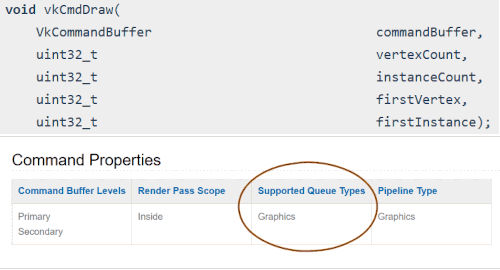 void vkCmdDraw(
VkCommandBuffer commandBuffer,
uint32_t vertexCount,
uint32_t instanceCount,
uint32_t firstVertex,
uint32_t firstInstance);
Command Properties
Command Buffer Levels Render Pass Scope Supported Queue Types Pipeline Type
Primary Inside Graphics Graphics
Secondary